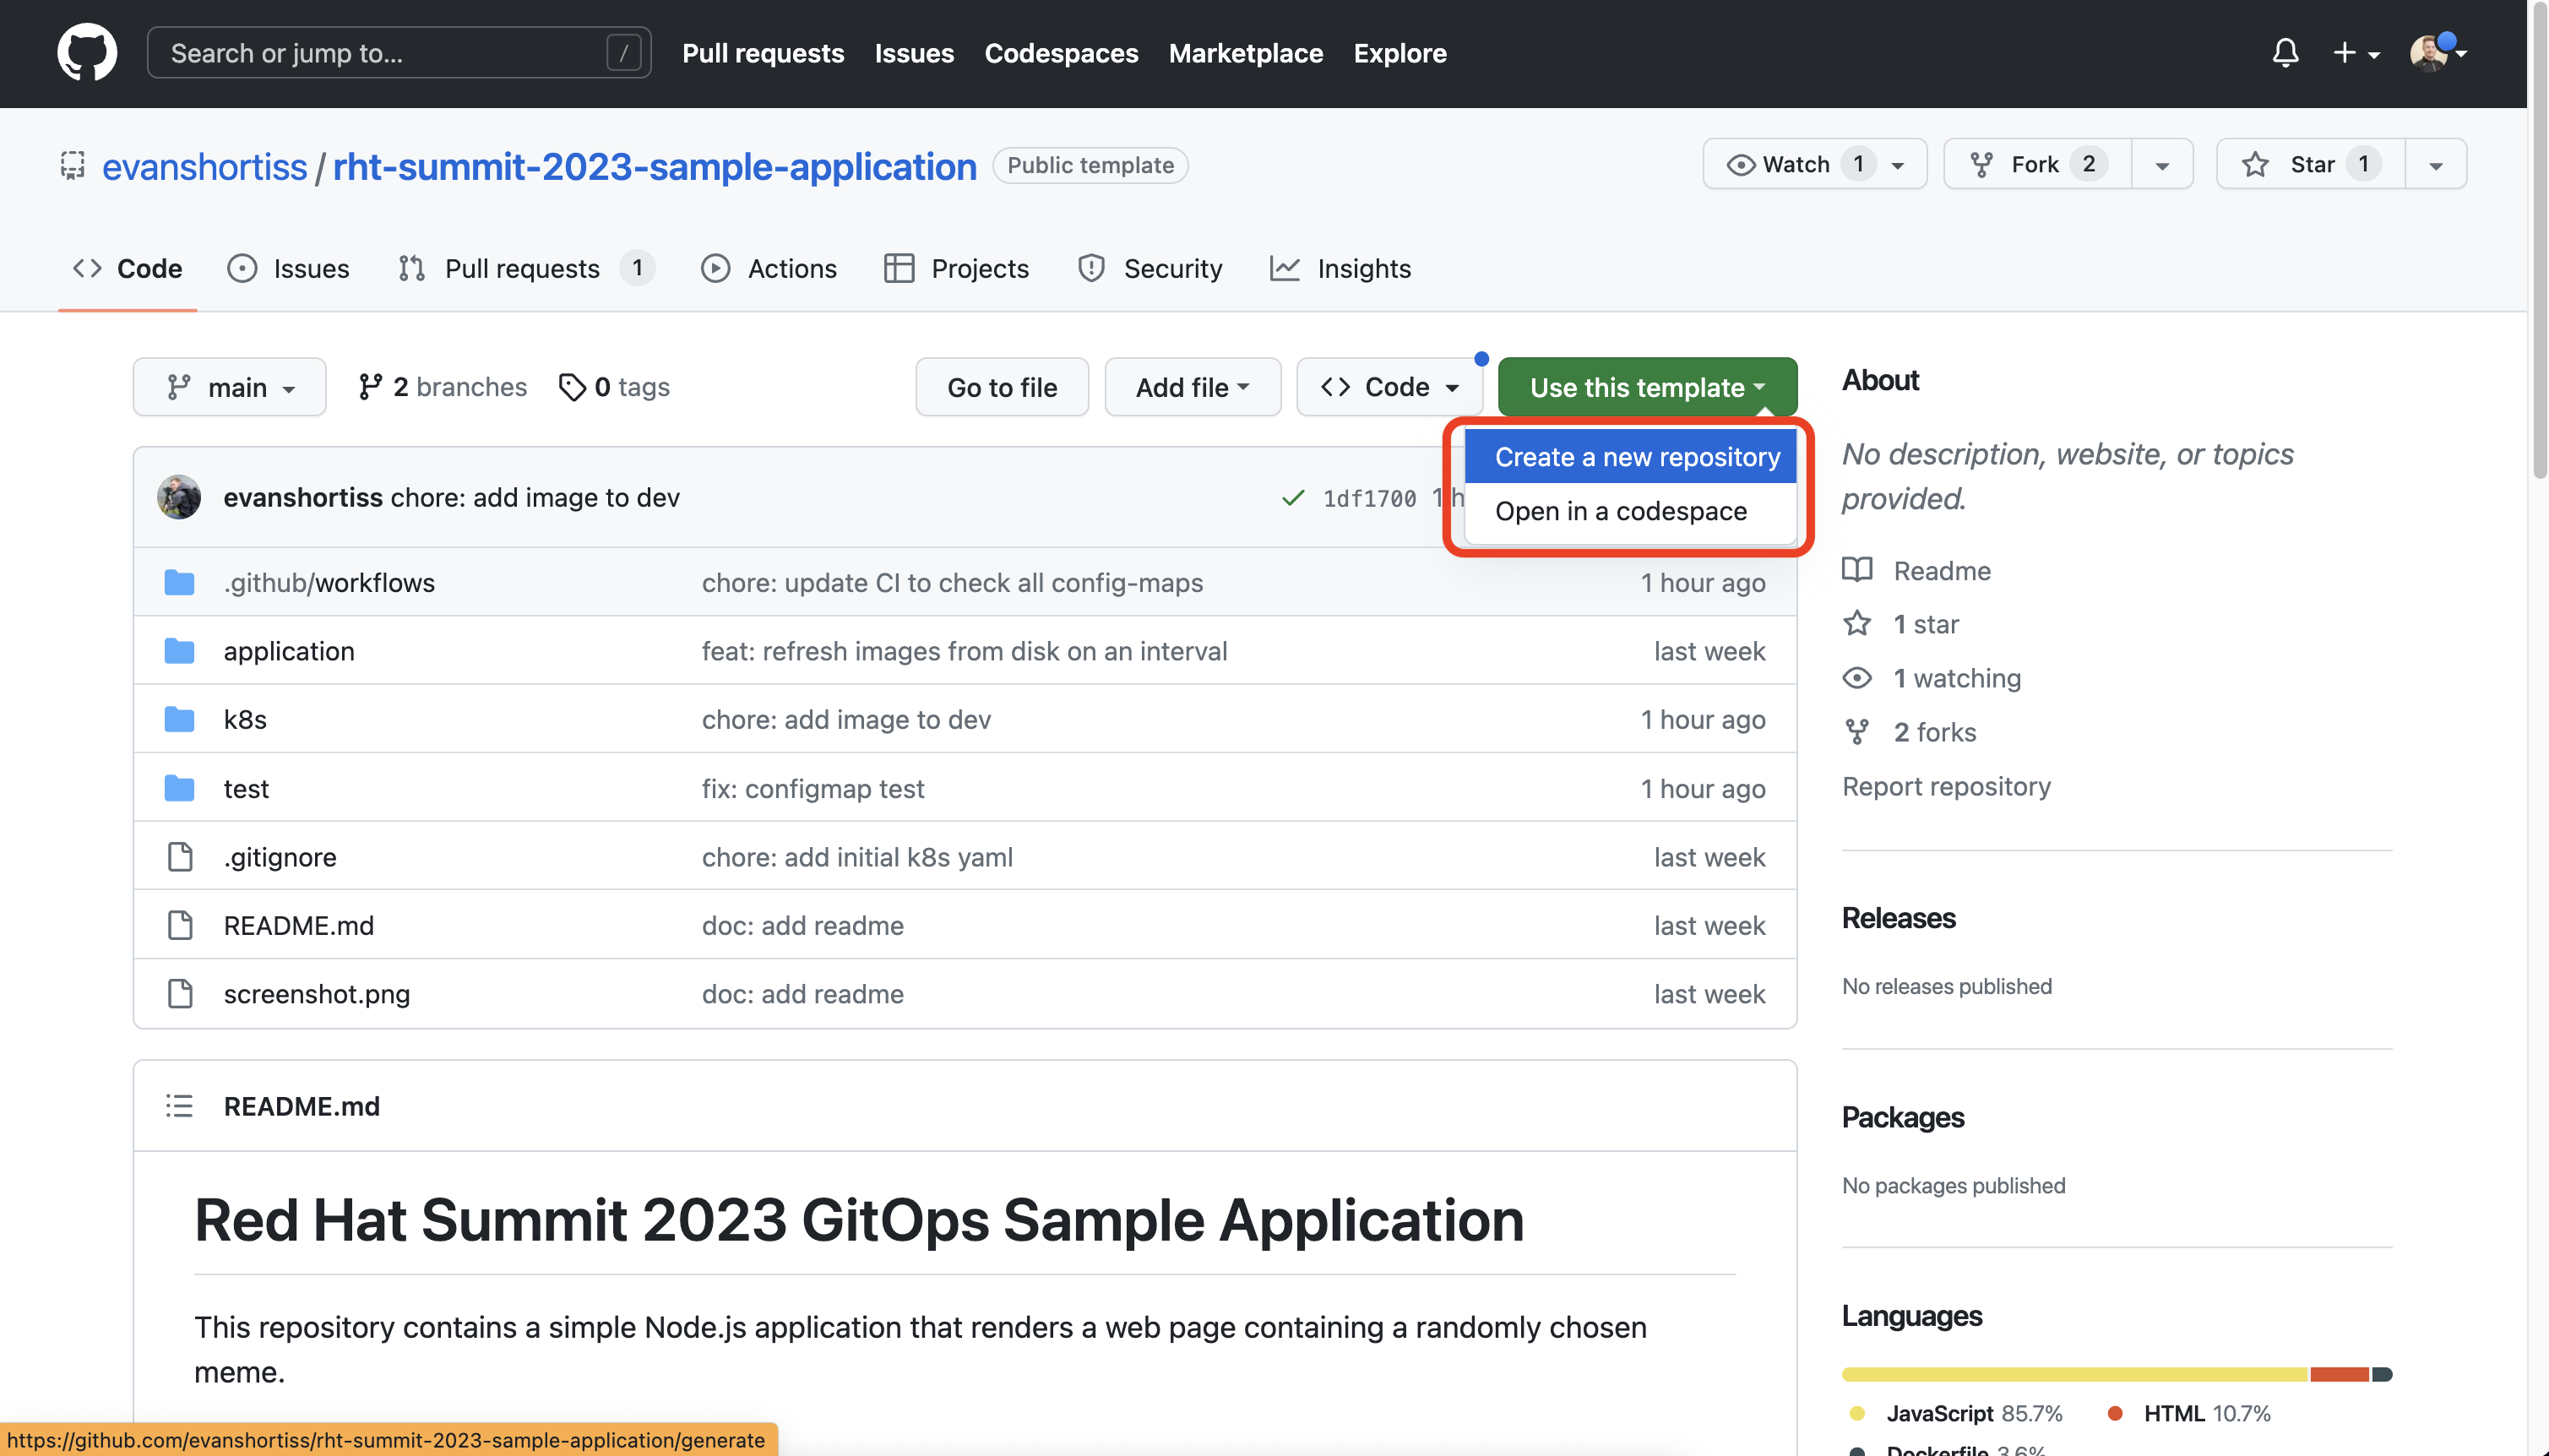 Search or jump to... / Pull requests Issues Codespaces Marketplace Explore
evanshortiss / rht-summit-2023-sample-application Public template Watch 1 Fork 2 Star 1
Code Issues Pull requests 1 Actions Projects Security Insights
main 2 branches 0 tags Go to file Add file Code Use this template
Create a new repository
Open in a codespace
evanshortiss chore: add image to dev 1df1700 1 h
.github/workflows chore: update CI to check all config-maps 1 hour ago
application feat: refresh images from disk on an interval last week
k8s chore: add image to dev 1 hour ago
test fix: configmap test 1 hour ago
.gitignore chore: add initial k8s yaml last week
README.md doc: add readme last week
screenshot.png doc: add readme last week
README.md
Red Hat Summit 2023 GitOps Sample Application
This repository contains a simple Node.js application that renders a web page containing a randomly chosen
meme.
About
No description, website, or topics
provided.
Readme
1 star
1 watching
2 forks
Report repository
Releases
No releases published
Packages
No packages published
Languages
JavaScript 85.7% HTML 10.7%
Dockerfile 3.6%
https://github.com/evanshortiss/rht-summit-2023-sample-application/generate